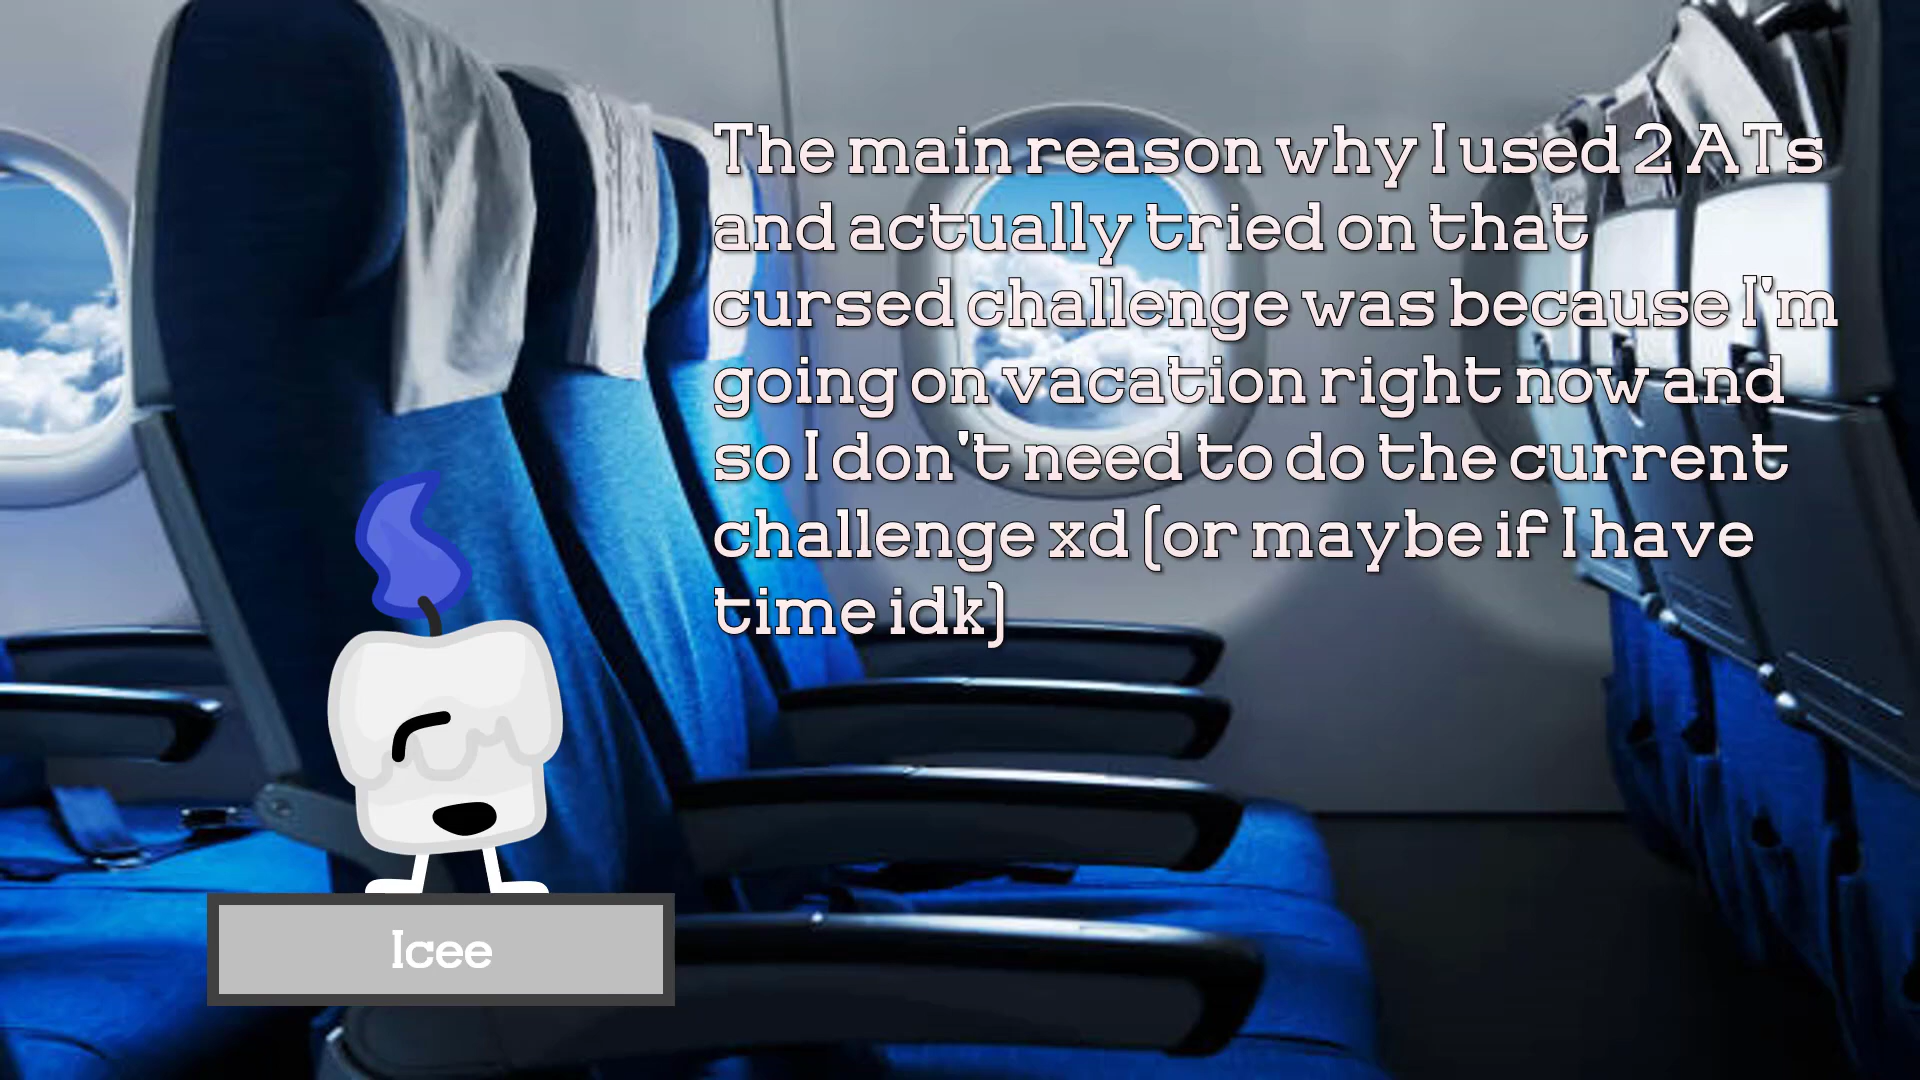 The main reason why I used 2 ATs
and actually tried on that
cursed challenge was because I'm
going on vacation right now and
so I don't need to do the current
challenge xd (or maybe if I have
time idk)
Icee